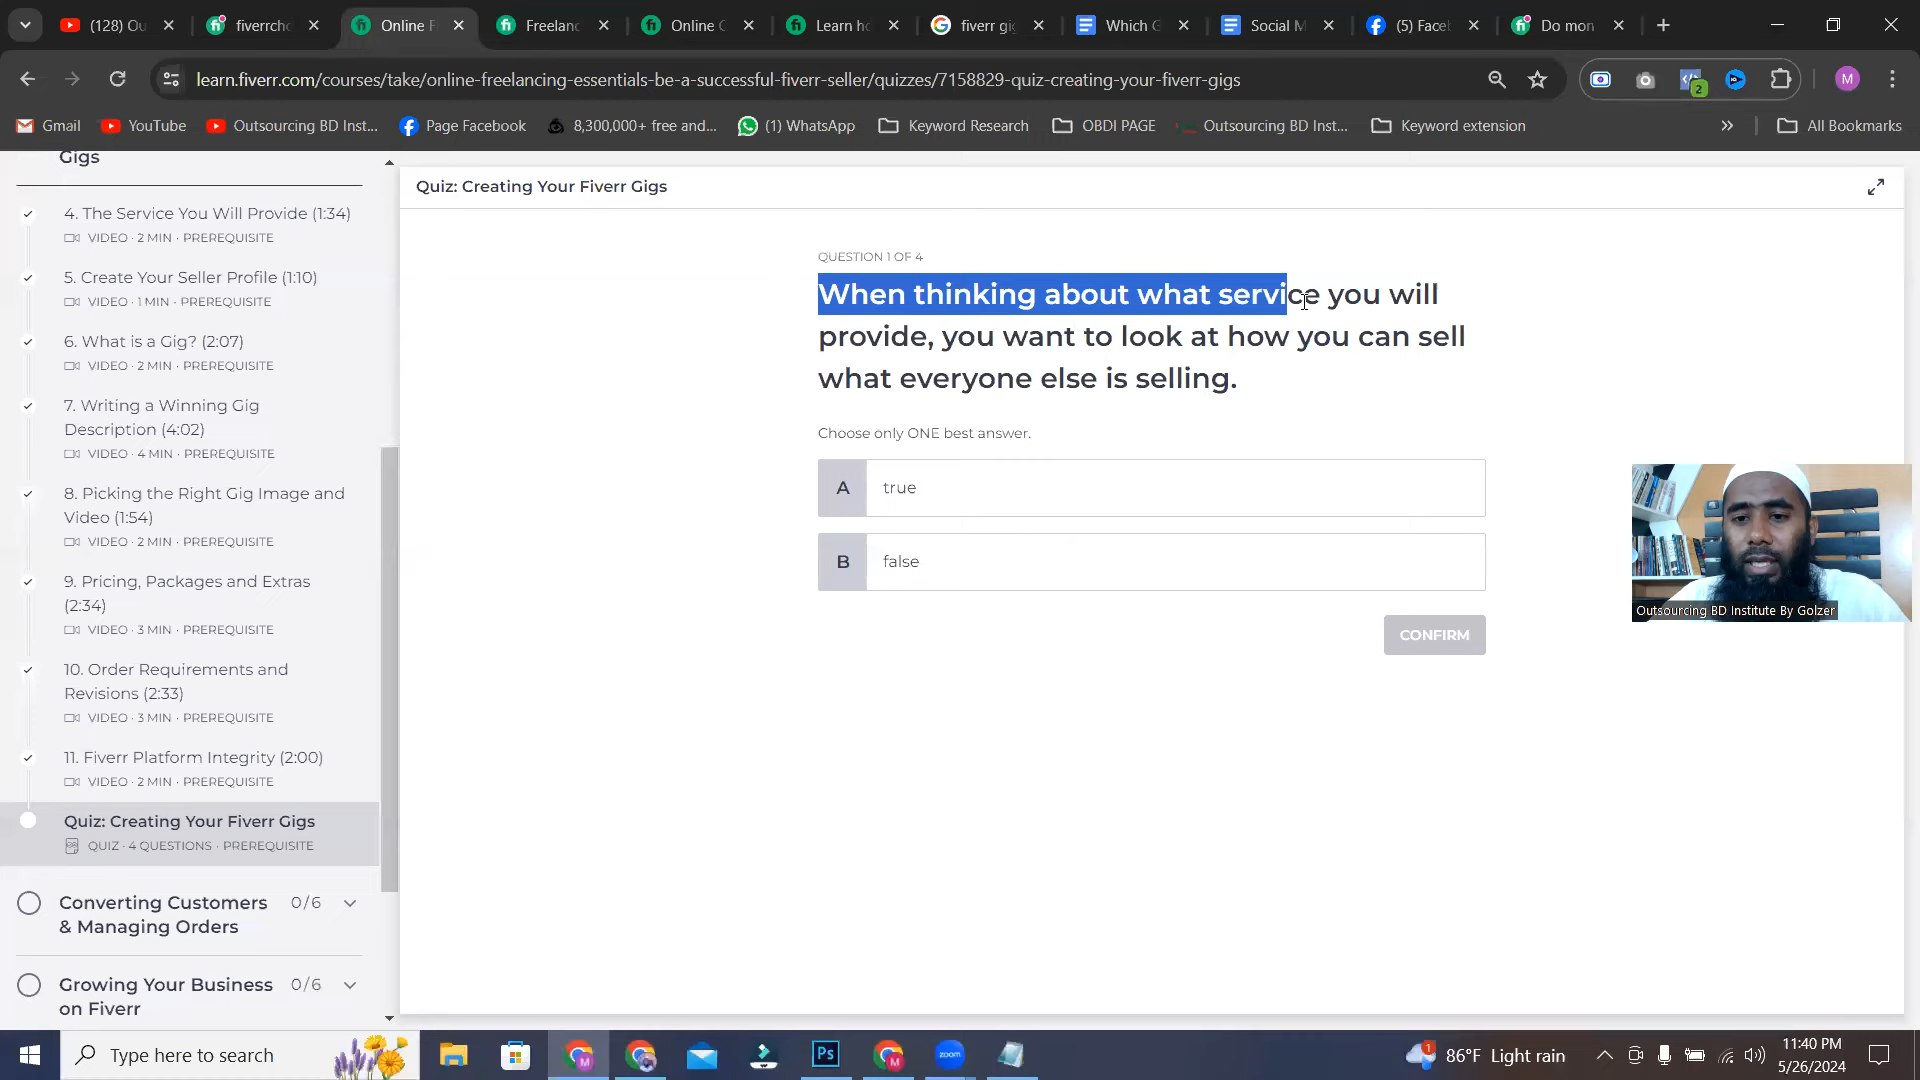 (128) Ou
fiverrche
Online F
Freelanc
Online C
Learn ho
fiverr gig
Which G
Social M
(5) Faceb
Do mon
learn.fiverr.com/courses/take/online-freelancing-essentials-be-a-successful-fiverr-seller/quizzes/7158829-quiz-creating-your-fiverr-gigs
2
M
Gmail
YouTube
Outsourcing BD Inst...
Page Facebook
8,300,000+ free and...
(1) WhatsApp
Keyword Research
OBDI PAGE
Outsourcing BD Inst...
Keyword extension
All Bookmarks
Gigs
4. The Service You Will Provide (1:34)
VIDEO · 2 MIN · PREREQUISITE
5. Create Your Seller Profile (1:10)
VIDEO · 1 MIN · PREREQUISITE
6. What is a Gig? (2:07)
VIDEO · 2 MIN · PREREQUISITE
7. Writing a Winning Gig
Description (4:02)
VIDEO · 4 MIN · PREREQUISITE
8. Picking the Right Gig Image and
Video (1:54)
VIDEO · 2 MIN · PREREQUISITE
9. Pricing, Packages and Extras
(2:34)
VIDEO · 3 MIN · PREREQUISITE
10. Order Requirements and
Revisions (2:33)
VIDEO · 3 MIN · PREREQUISITE
11. Fiverr Platform Integrity (2:00)
VIDEO · 2 MIN · PREREQUISITE
Quiz: Creating Your Fiverr Gigs
QUIZ · 4 QUESTIONS · PREREQUISITE
Converting Customers
& Managing Orders
0/6
Growing Your Business
on Fiverr
0/6
Quiz: Creating Your Fiverr Gigs
QUESTION 1 OF 4
When thinking about what service you will
provide, you want to look at how you can sell
what everyone else is selling.
Choose only ONE best answer.
A true
B false
CONFIRM
Outsourcing BD Institute By Golzer
Type here to search
Ps
zoom
1
86°F Light rain
11:40 PM
5/26/2024